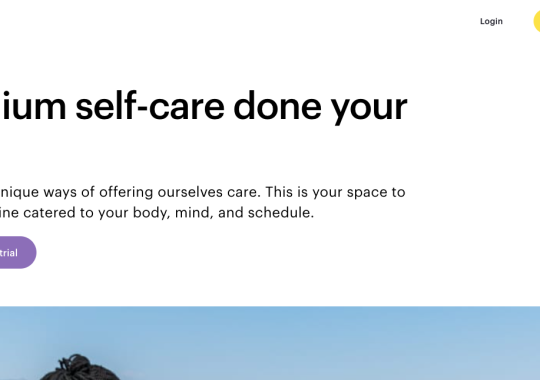 Login
ium self-care done your
nique ways of offering ourselves care. This is your space to
ine catered to your body, mind, and schedule.
trial